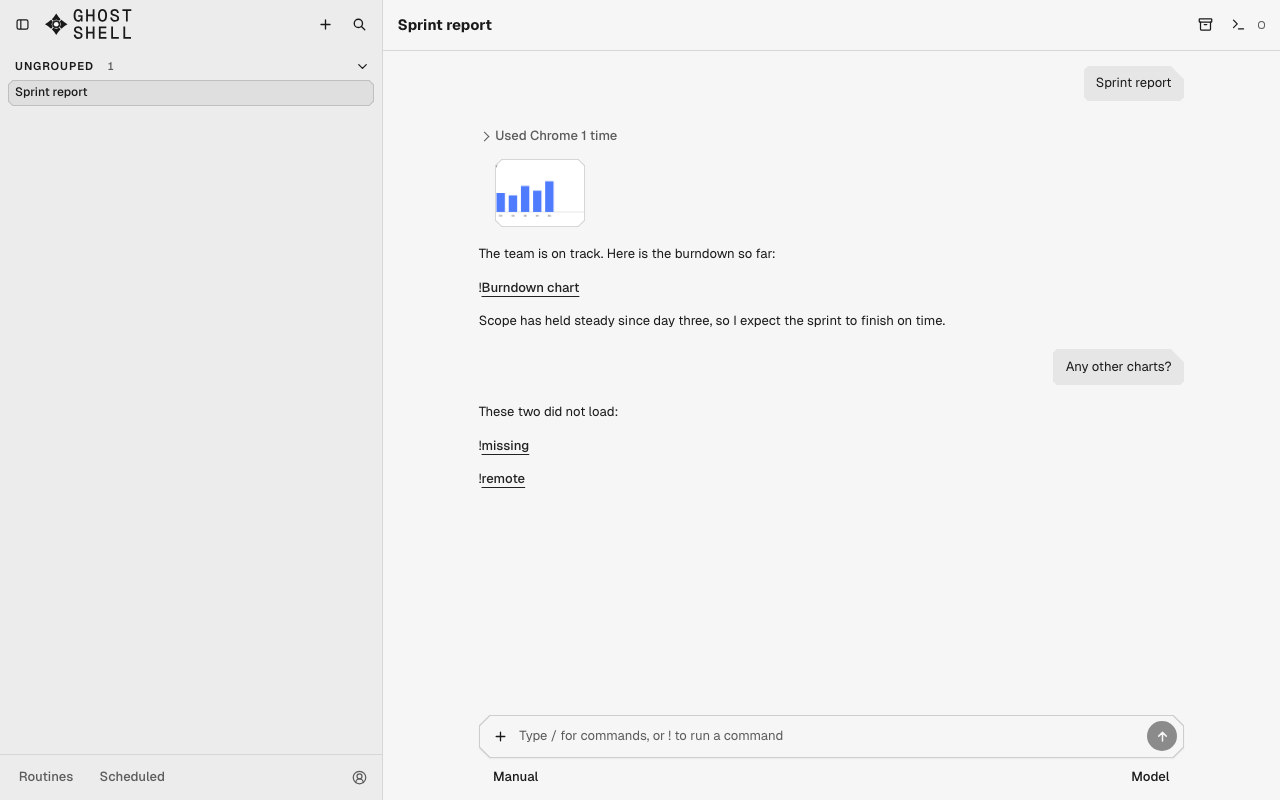 GHOST
SHELL
UNGROUPED 1
Sprint report
Routines Scheduled
Sprint report
0
Sprint report
Used Chrome 1 time
The team is on track. Here is the burndown so far:
!Burndown chart
Scope has held steady since day three, so I expect the sprint to finish on time.
Any other charts?
These two did not load:
!missing
!remote
Type / for commands, or ! to run a command
Manual Model